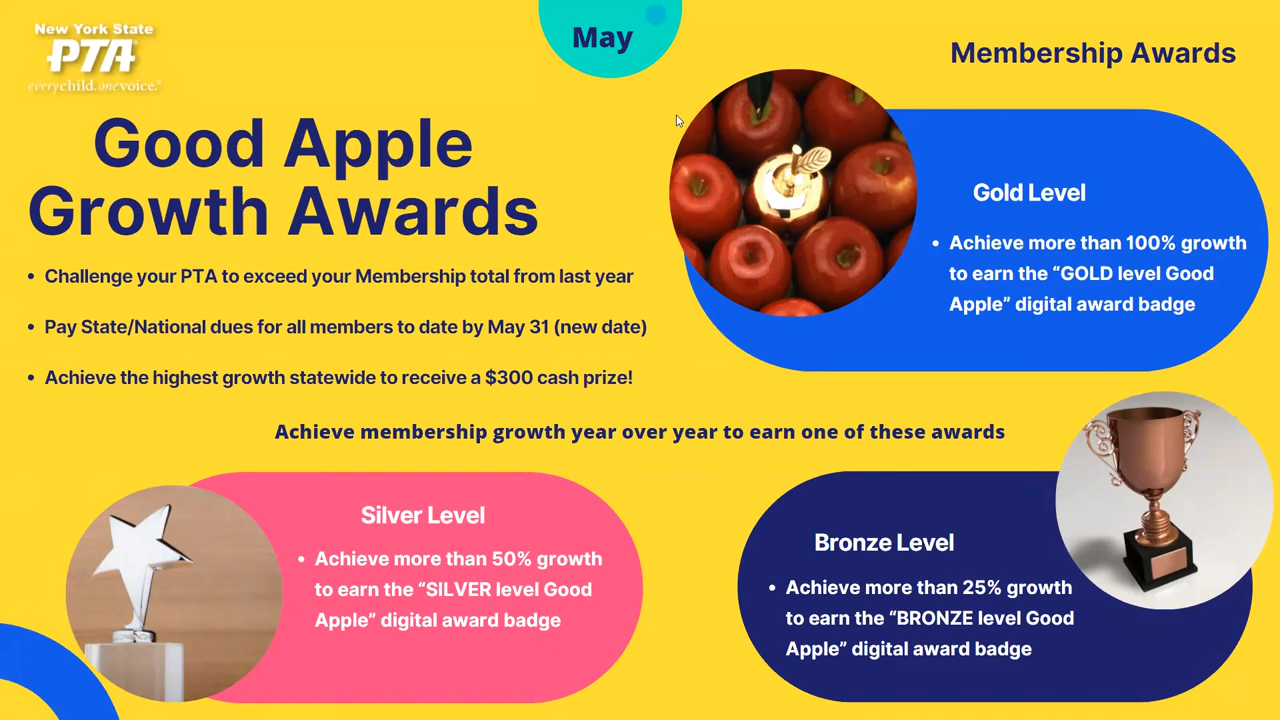 New York State
PTA
everychild.onevoice.®
May
Membership Awards
Good Apple
Growth Awards
• Challenge your PTA to exceed your Membership total from last year
• Pay State/National dues for all members to date by May 31 (new date)
• Achieve the highest growth statewide to receive a $300 cash prize!
Gold Level
• Achieve more than 100% growth
to earn the “GOLD level Good
Apple” digital award badge
Achieve membership growth year over year to earn one of these awards
Silver Level
• Achieve more than 50% growth
to earn the “SILVER level Good
Apple” digital award badge
Bronze Level
• Achieve more than 25% growth
to earn the “BRONZE level Good
Apple” digital award badge